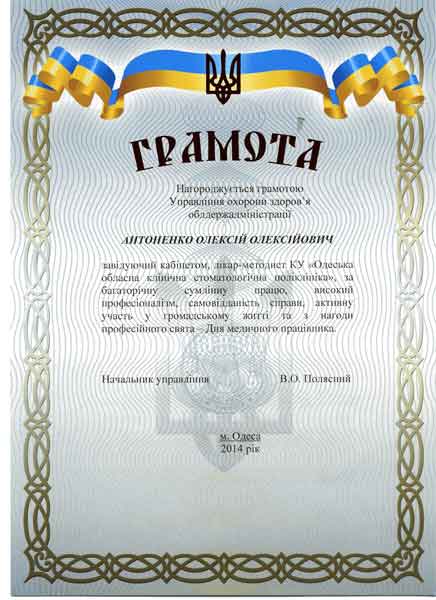 ГРАМОТА
Нагороджується грамотою
Управління охорони здоров'я
облдержадміністрації
АНТОНЕНКО ОЛЕКСІЙ ОЛЕКСІЙОВИЧ
завідуючий кабінетом, лікар-методист КУ «Одеська
обласна клінічна стоматологічна поліклініка», за
багаторічну сумлінну працю, високий
професіоналізм, самовідданість справи, активну
участь у громадському житті та з нагоди
професійного свята – Дня медичного працівника.
Начальник управління В.О. Полясний
м. Одеса
2014 рік